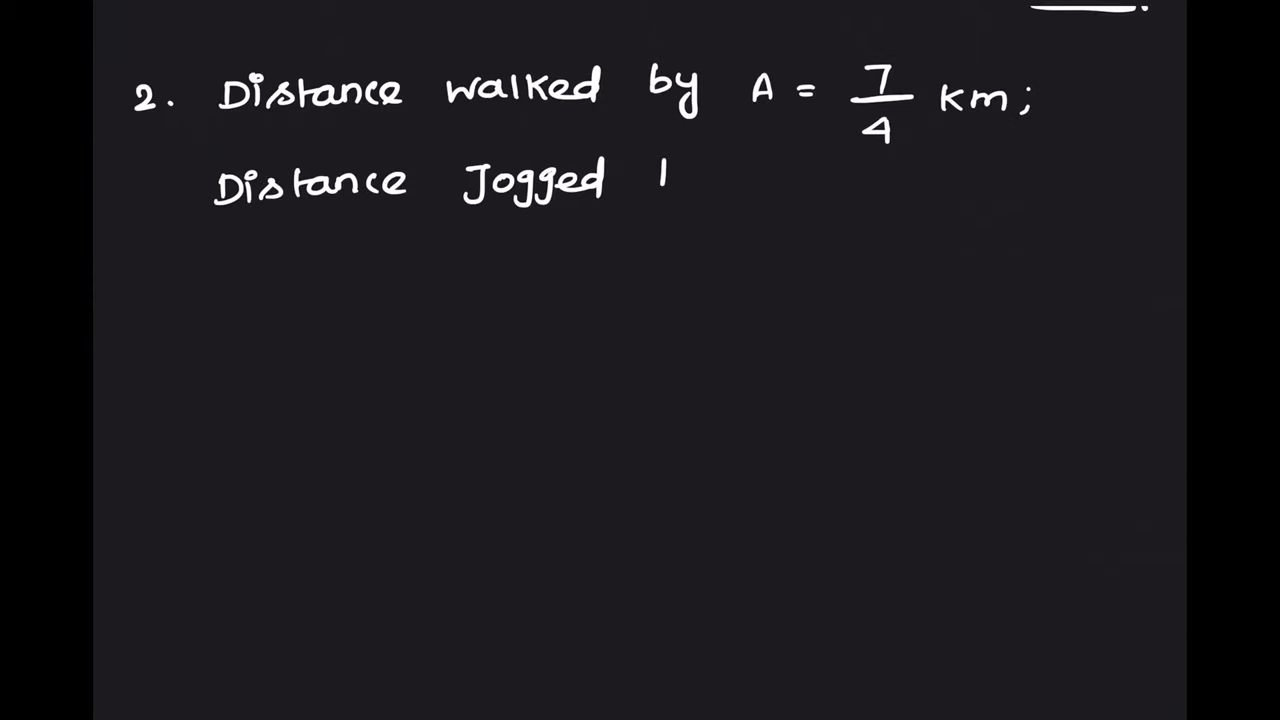 2. Distance walked by A = 7/4 km;
Distance Jogged